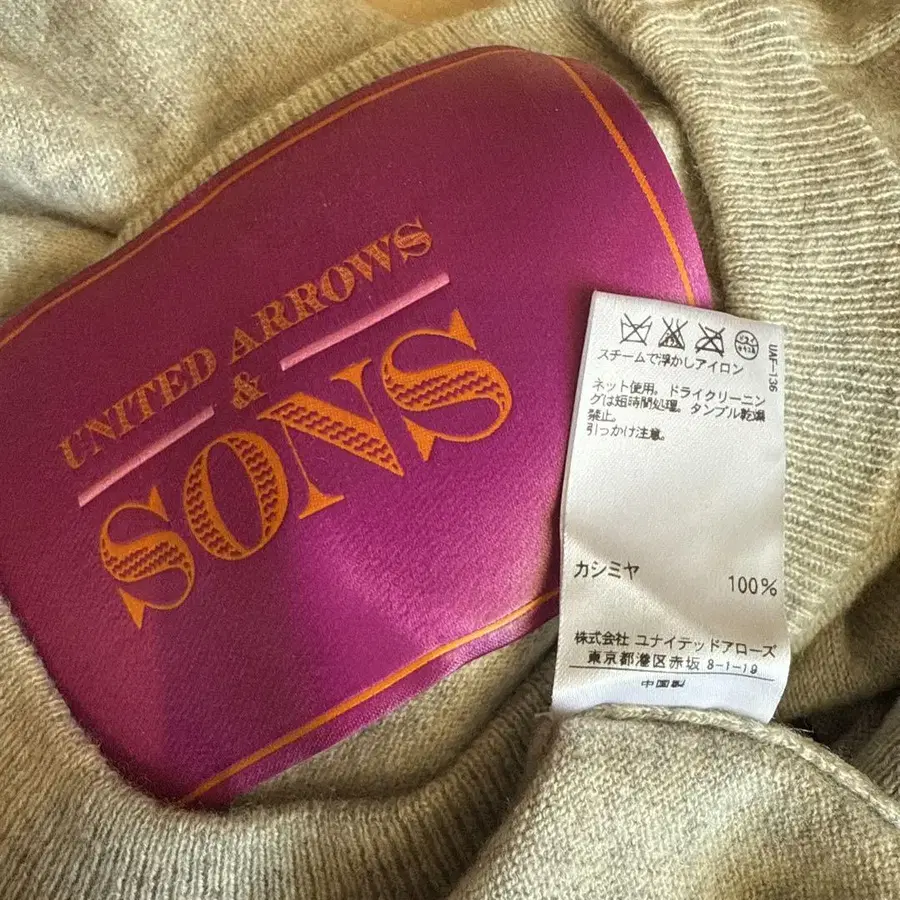 UNITED ARROWS
&
SONS
UAF-136
スチームで浮かしアイロン
ネット使用。ドライクリーニン
グは短時間処理。タンブル乾燥
禁止。
引っかけ注意。
カシミヤ 100%
株式会社 ユナイテッドアローズ
東京都港区赤坂 8-1-19
中国製